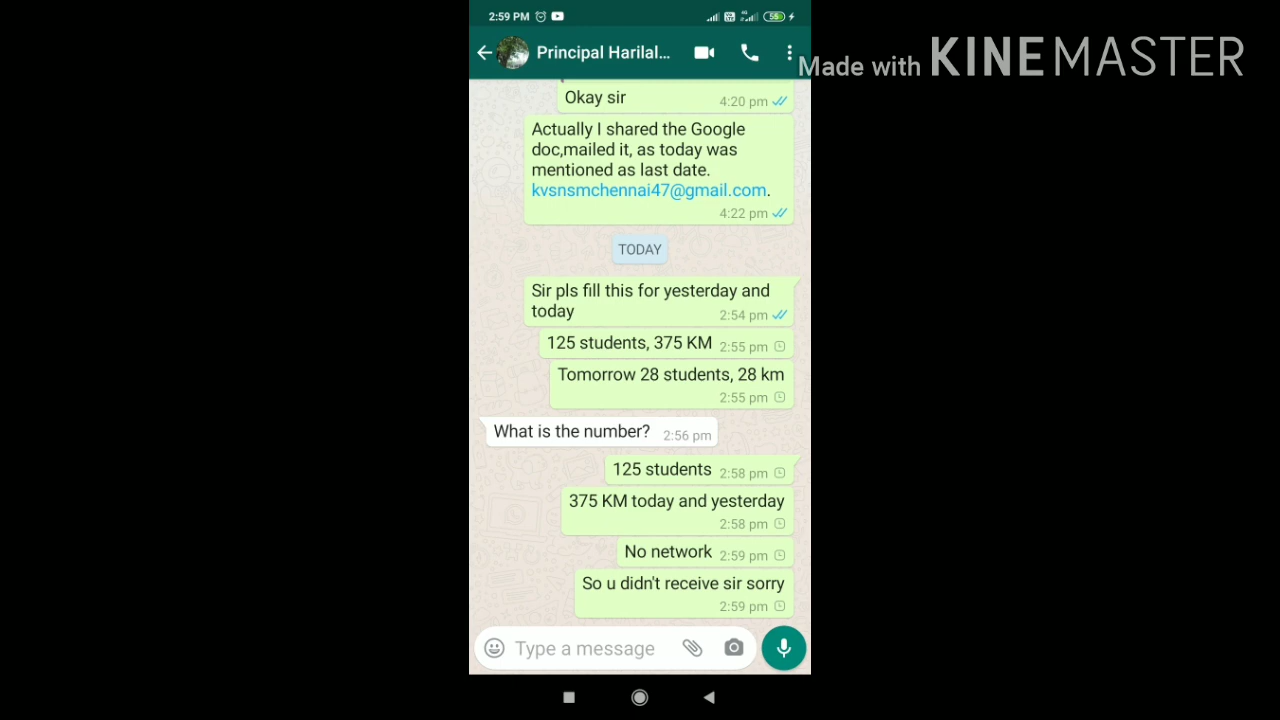 2:59 PM
55
Made with KINEMASTER
Principal Harilal...
Okay sir
4:20 pm
Actually I shared the Google
doc,mailed it, as today was
mentioned as last date.
kvsnsmchennai47@gmail.com.
4:22 pm
TODAY
Sir pls fill this for yesterday and
today
2:54 pm
125 students, 375 KM 2:55 pm
Tomorrow 28 students, 28 km
2:55 pm
What is the number? 2:56 pm
125 students 2:58 pm
375 KM today and yesterday
2:58 pm
No network 2:59 pm
So u didn't receive sir sorry
2:59 pm
Type a message